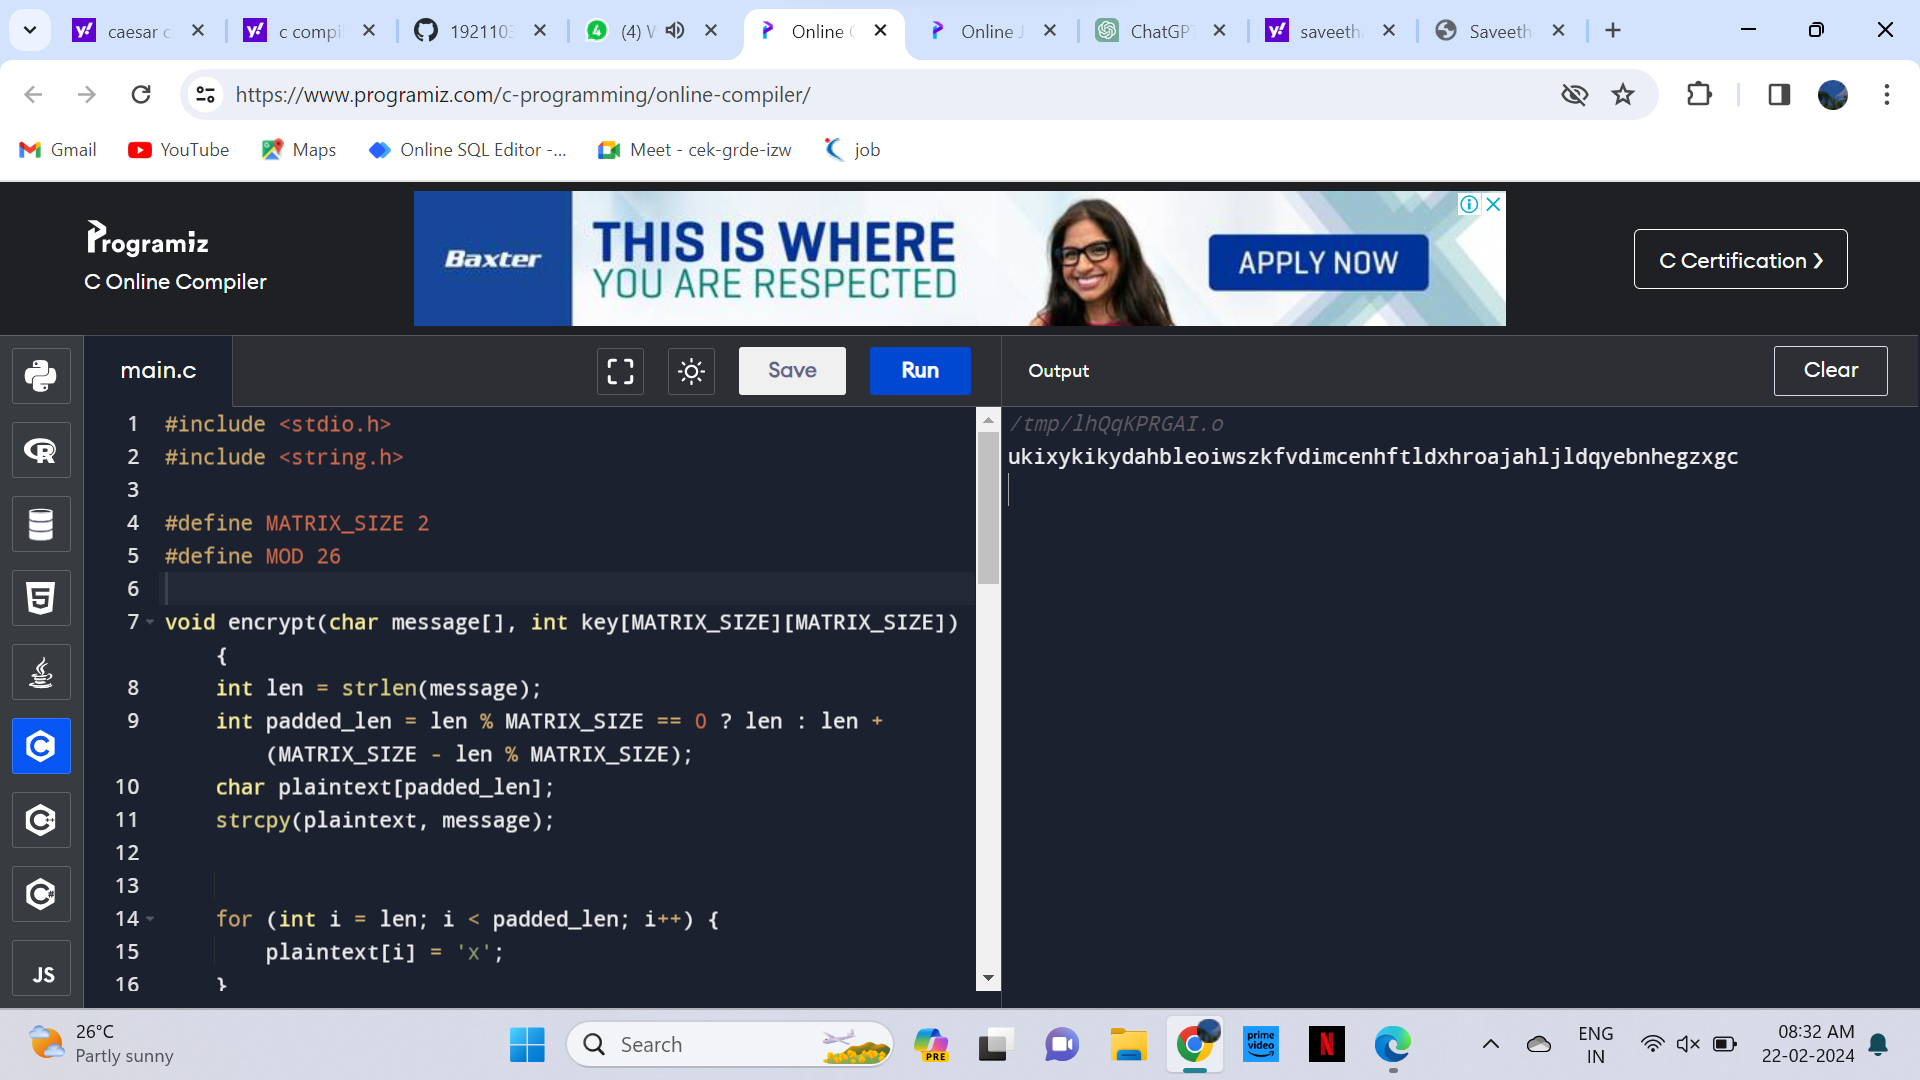 caesar c
c compi
1921103
(4) W
Online C
Online J
ChatGPT
saveeth
Saveeth
https://www.programiz.com/c-programming/online-compiler/
Gmail
YouTube
Maps
Online SQL Editor -...
Meet - cek-grde-izw
job
Programiz
C Online Compiler
Baxter
THIS IS WHERE
YOU ARE RESPECTED
APPLY NOW
C Certification ❯
main.c
Save
Run
Output
Clear
1 #include <stdio.h>
2 #include <string.h>
3
4 #define MATRIX_SIZE 2
5 #define MOD 26
6
7 void encrypt(char message[], int key[MATRIX_SIZE][MATRIX_SIZE])
{
8 int len = strlen(message);
9 int padded_len = len % MATRIX_SIZE == 0 ? len : len +
(MATRIX_SIZE - len % MATRIX_SIZE);
10 char plaintext[padded_len];
11 strcpy(plaintext, message);
12
13
14 for (int i = len; i < padded_len; i++) {
15 plaintext[i] = 'x';
16 }
/tmp/lhQqKPRGAI.o
ukixykikydahbleoiwszkfvdimcenhftldxhroajahljldqyebnhegzxgc
JS
26°C
Partly sunny
Search
PRE
prime
video
N
ENG
IN
08:32 AM
22-02-2024